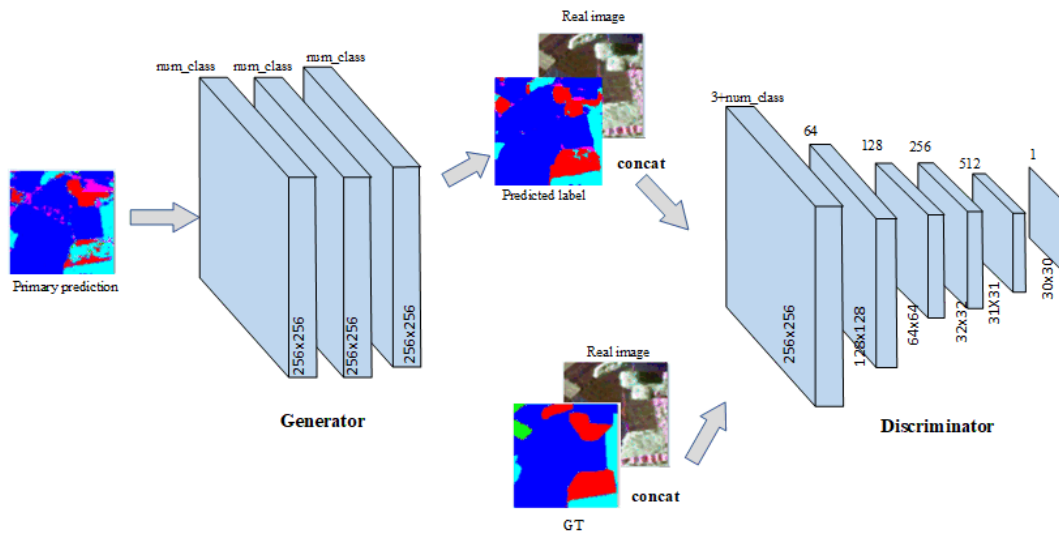 Primary prediction
num_class
num_class
num_class
256x256
256x256
256x256
Generator
Real image
Predicted label
concat
Real image
GT
concat
3+num_class
64
128
256
512
1
256x256
128x128
64x64
32x32
31X31
30x30
Discriminator